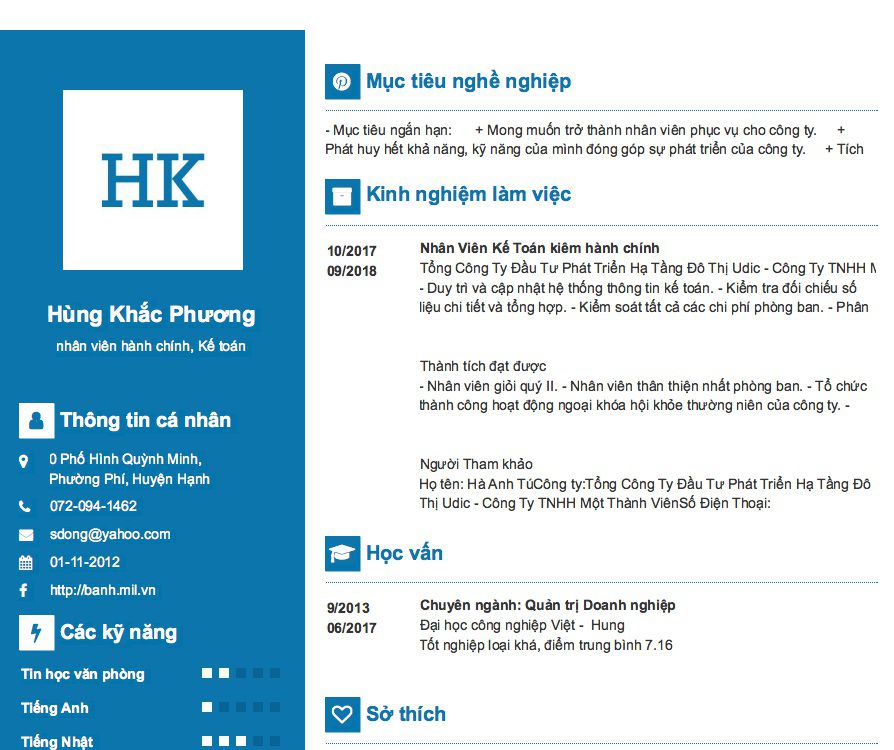 HK
Hùng Khắc Phương
nhân viên hành chính, Kế toán
Thông tin cá nhân
0 Phố Hình Quỳnh Minh,
Phường Phí, Huyện Hạnh
072-094-1462
sdong@yahoo.com
01-11-2012
http://banh.mil.vn
Các kỹ năng
Tin học văn phòng
Tiếng Anh
Tiếng Nhật
Mục tiêu nghề nghiệp
- Mục tiêu ngắn hạn: + Mong muốn trở thành nhân viên phục vụ cho công ty. +
Phát huy hết khả năng, kỹ năng của mình đóng góp sự phát triển của công ty. + Tích
Kinh nghiệm làm việc
10/2017
09/2018
Nhân Viên Kế Toán kiêm hành chính
Tổng Công Ty Đầu Tư Phát Triển Hạ Tầng Đô Thị Udic - Công Ty TNHH
- Duy trì và cập nhật hệ thống thông tin kế toán. - Kiểm tra đối chiếu số
liệu chi tiết và tổng hợp. - Kiểm soát tất cả các chi phí phòng ban. - Phân
Thành tích đạt được
- Nhân viên giỏi quý II. - Nhân viên thân thiện nhất phòng ban. - Tổ chức
thành công hoạt động ngoại khóa hội khỏe thường niên của công ty. -
Người Tham khảo
Họ tên: Hà Anh TúCông ty:Tổng Công Ty Đầu Tư Phát Triển Hạ Tầng Đô
Thị Udic - Công Ty TNHH Một Thành ViênSố Điện Thoại:
Học vấn
9/2013
06/2017
Chuyên ngành: Quản trị Doanh nghiệp
Đại học công nghiệp Việt - Hung
Tốt nghiệp loại khá, điểm trung bình 7.16
Sở thích